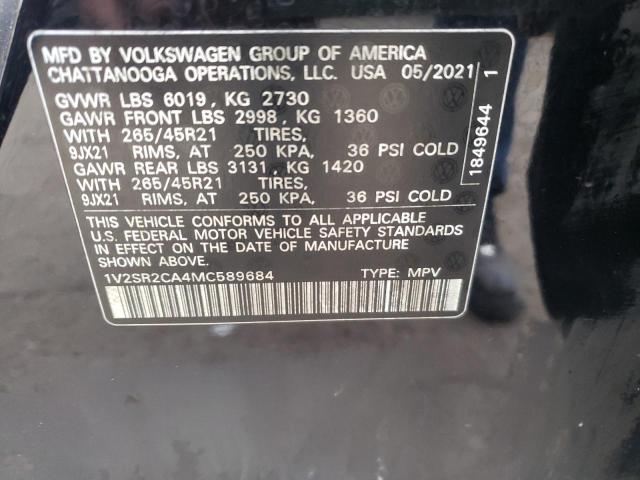 MFD BY VOLKSWAGEN GROUP OF AMERICA
CHATTANOOGA OPERATIONS, LLC. USA 05/2021
GVWR LBS 6019, KG 2730
GAWR FRONT LBS 2998, KG 1360
WITH 265/45R21 TIRES,
9JX21 RIMS, AT 250 KPA, 36 PSI COLD
GAWR REAR LBS 3131, KG 1420
WITH 265/45R21 TIRES,
9JX21 RIMS, AT 250 KPA, 36 PSI COLD
THIS VEHICLE CONFORMS TO ALL APPLICABLE
U.S. FEDERAL MOTOR VEHICLE SAFETY STANDARDS
IN EFFECT ON THE DATE OF MANUFACTURE
SHOWN ABOVE.
1V2SR2CA4MC589684 TYPE: MPV
1849644 1